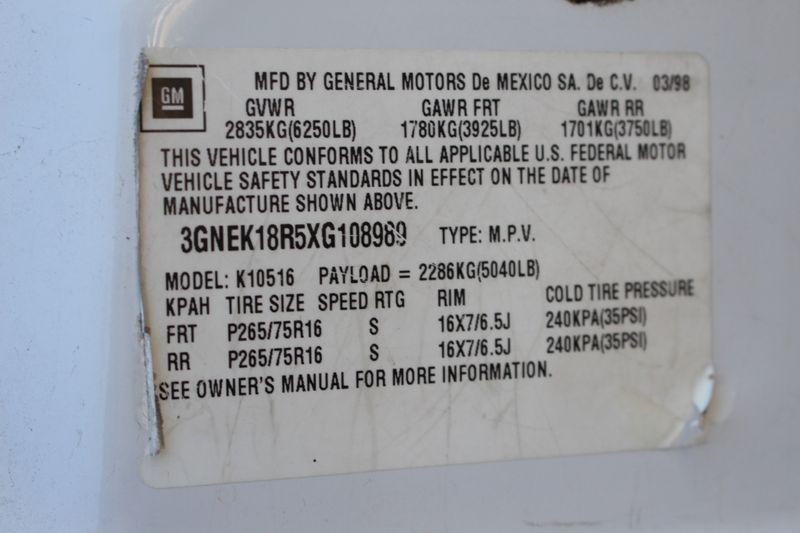 GM
MFD BY GENERAL MOTORS De MEXICO SA. De C.V. 03/98
GVWR GAWR FRT GAWR RR
2835KG(6250LB) 1780KG(3925LB) 1701KG(3750LB)
THIS VEHICLE CONFORMS TO ALL APPLICABLE U.S. FEDERAL MOTOR
VEHICLE SAFETY STANDARDS IN EFFECT ON THE DATE OF
MANUFACTURE SHOWN ABOVE.
3GNEK18R5XG108989 TYPE: M.P.V.
MODEL: K10516 PAYLOAD = 2286KG(5040LB)
KPAH TIRE SIZE SPEED RTG RIM COLD TIRE PRESSURE
FRT P265/75R16 S 16X7/6.5J 240KPA(35PSI)
RR P265/75R16 S 16X7/6.5J 240KPA(35PSI)
SEE OWNER'S MANUAL FOR MORE INFORMATION.